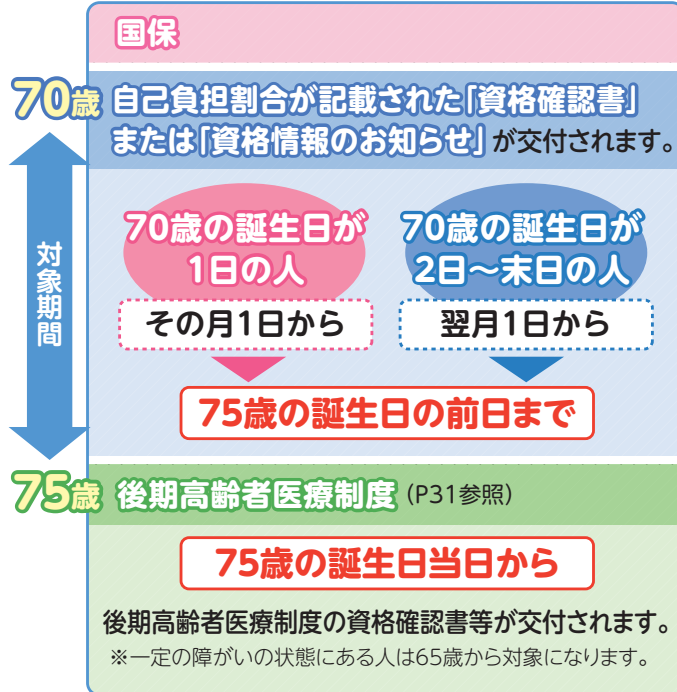 国保
70歳
自己負担割合が記載された「資格確認書」
または「資格情報のお知らせ」が交付されます。
対象期間
70歳の誕生日が
1日の人
その月1日から
70歳の誕生日が
2日～末日の人
翌月1日から
75歳の誕生日の前日まで
75歳
後期高齢者医療制度（P31参照）
75歳の誕生日当日から
後期高齢者医療制度の資格確認書等が交付されます。
※一定の障がいの状態にある人は65歳から対象になります。